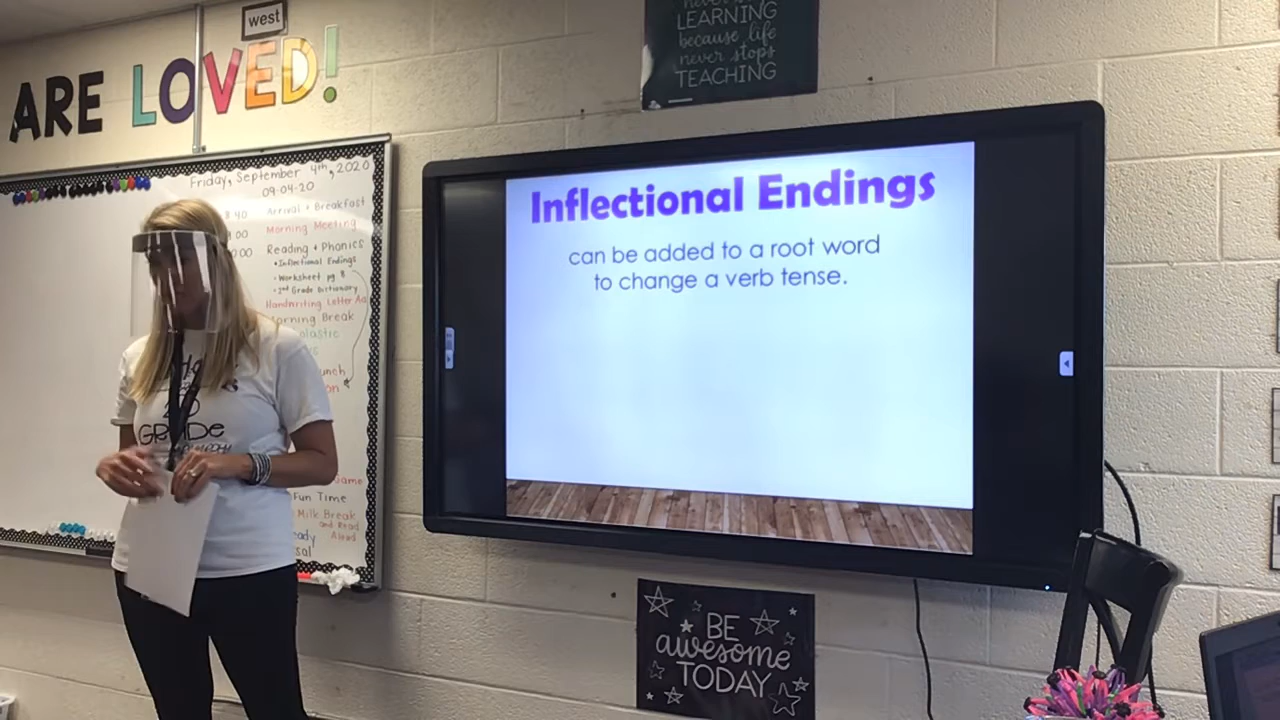 west
ARE LOVED!
LEARNING
because life
never stops
TEACHING
Friday, September 4th, 2020
09-04-20
Arrival + Breakfast
Morning Meeting
Reading + Phonics
• Inflectional Endings
• Worksheet pg 8
• 2nd Grade Dictionary
Handwriting Letter Aa
Break
Fun Time
Milk Break
and Read
Aloud
GRADE
Inflectional Endings
can be added to a root word
to change a verb tense.
BE
awesome
TODAY